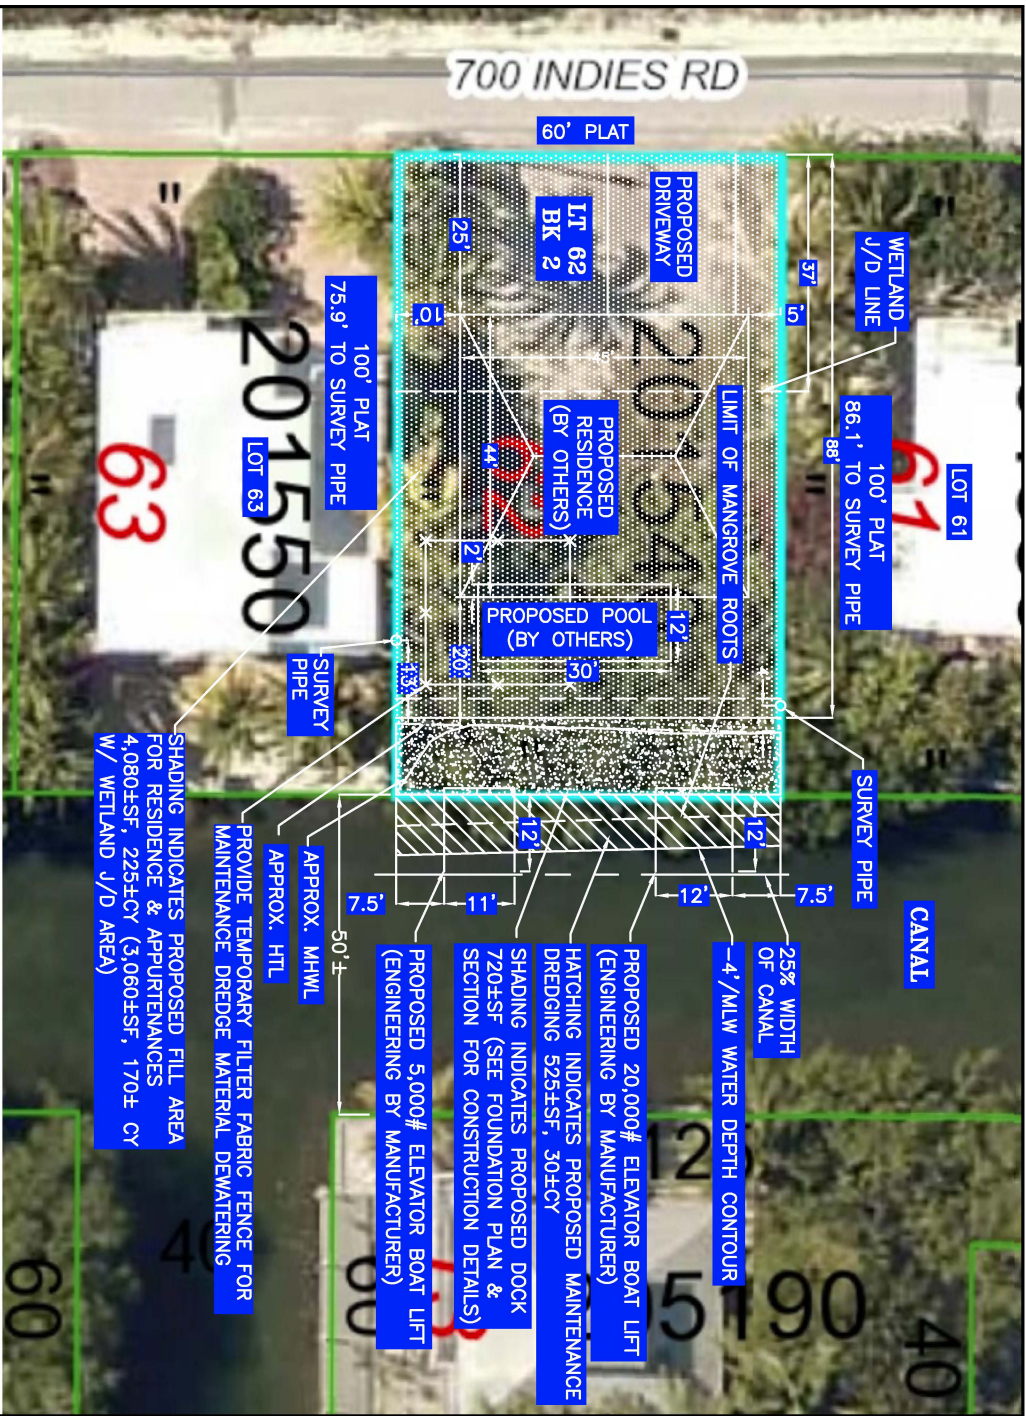 700 INDIES RD
60' PLAT
PROPOSED
DRIVEWAY
LT 62
BK 2
25'
10'
5'
37'
WETLAND
J/D LINE
LOT 61
61
100' PLAT
86.1' TO SURVEY PIPE
88'
100' PLAT
75.9' TO SURVEY PIPE
201550
LOT 63
63
LIMIT OF MANGROVE ROOTS
PROPOSED
RESIDENCE
(BY OTHERS)
44'
2'
PROPOSED POOL
(BY OTHERS)
12'
30'
20'
SURVEY
PIPE
SURVEY PIPE
CANAL
12'
12'
7.5'
11'
12'
7.5'
50'±
25% WIDTH
OF CANAL
-4'/MLW WATER DEPTH CONTOUR
PROPOSED 20,000# ELEVATOR BOAT LIFT
(ENGINEERING BY MANUFACTURER)
HATCHING INDICATES PROPOSED MAINTENANCE
DREDGING 525±SF, 30±CY
SHADING INDICATES PROPOSED DOCK
720±SF (SEE FOUNDATION PLAN &
SECTION FOR CONSTRUCTION DETAILS)
PROPOSED 5,000# ELEVATOR BOAT LIFT
(ENGINEERING BY MANUFACTURER)
APPROX. MHWL
APPROX. HTL
PROVIDE TEMPORARY FILTER FABRIC FENCE FOR
MAINTENANCE DREDGE MATERIAL DEWATERING
SHADING INDICATES PROPOSED FILL AREA
FOR RESIDENCE & APPURTENANCES
4,080±SF, 225±CY (3,060±SF, 170± CY
W/ WETLAND J/D AREA)
125
40
60
60
40